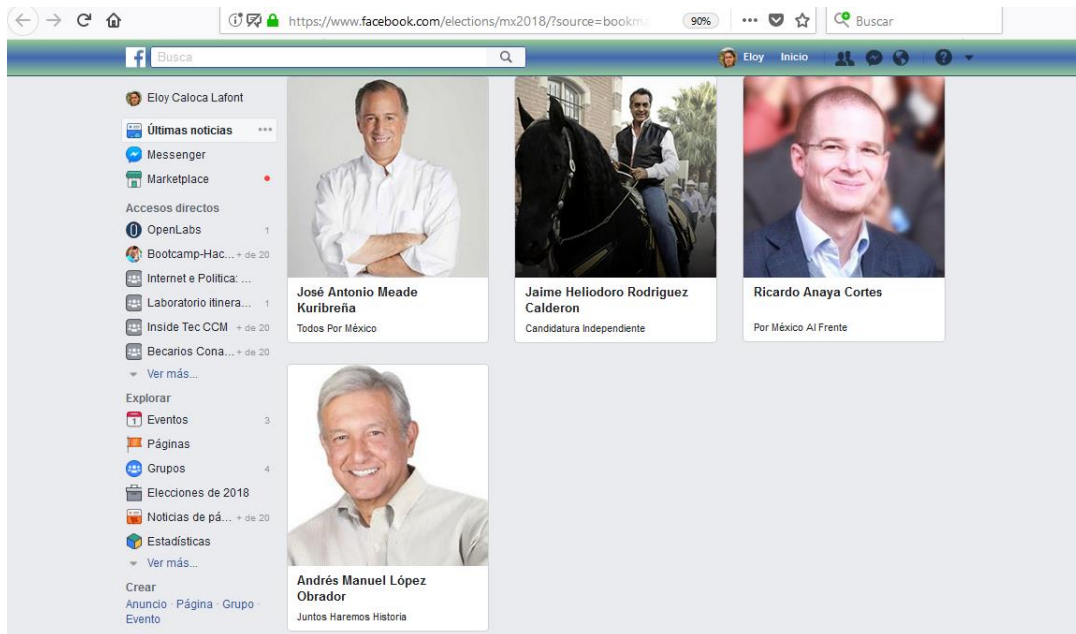 https://www.facebook.com/elections/mx2018/?source=bookma
90%
Buscar
f
Busca
Eloy Inicio
?
Eloy Caloca Lafont
Últimas noticias
Messenger
Marketplace
Accesos directos
OpenLabs 1
Bootcamp-Hac... + de 20
Internet e Politica: ...
Laboratorio itinera... 1
Inside Tec CCM + de 20
Becarios Cona... + de 20
Ver más...
Explorar
1 Eventos 3
Páginas
Grupos 4
Elecciones de 2018
Noticias de pá... + de 20
Estadísticas
Ver más...
Crear
Anuncio · Página · Grupo ·
Evento
José Antonio Meade
Kuribreña
Todos Por México
Jaime Heliodoro Rodriguez
Calderon
Candidatura Independiente
Ricardo Anaya Cortes
Por México Al Frente
Andrés Manuel López
Obrador
Juntos Haremos Historia